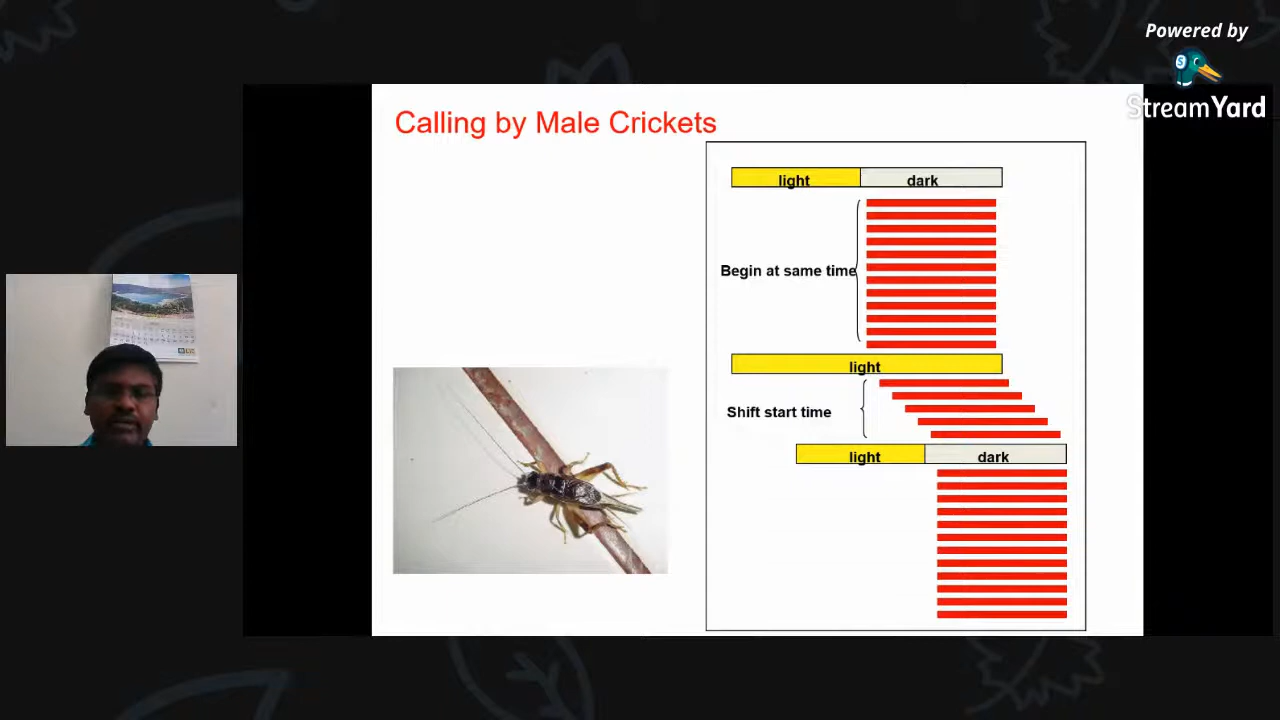 Powered by
StreamYard
Calling by Male Crickets
light dark
Begin at same time
light
Shift start time
light dark